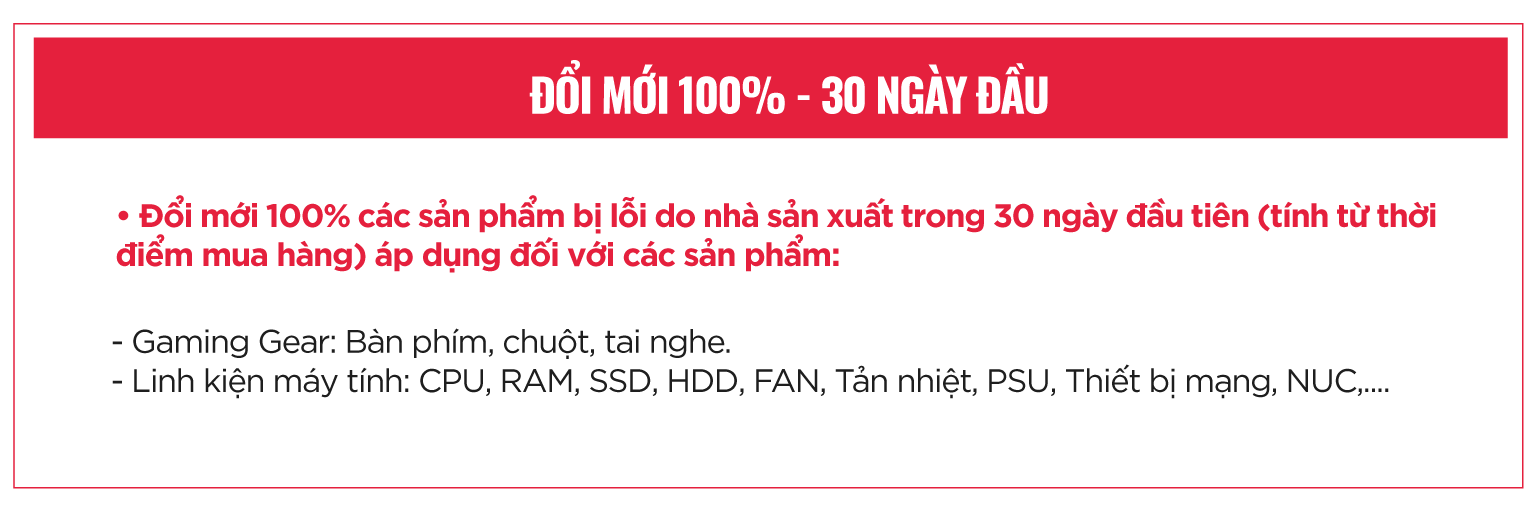 ĐỔI MỚI 100% - 30 NGÀY ĐẦU
• Đổi mới 100% các sản phẩm bị lỗi do nhà sản xuất trong 30 ngày đầu tiên (tính từ thời
điểm mua hàng) áp dụng đối với các sản phẩm:
- Gaming Gear: Bàn phím, chuột, tai nghe.
- Linh kiện máy tính: CPU, RAM, SSD, HDD, FAN, Tản nhiệt, PSU, Thiết bị mạng, NUC,....